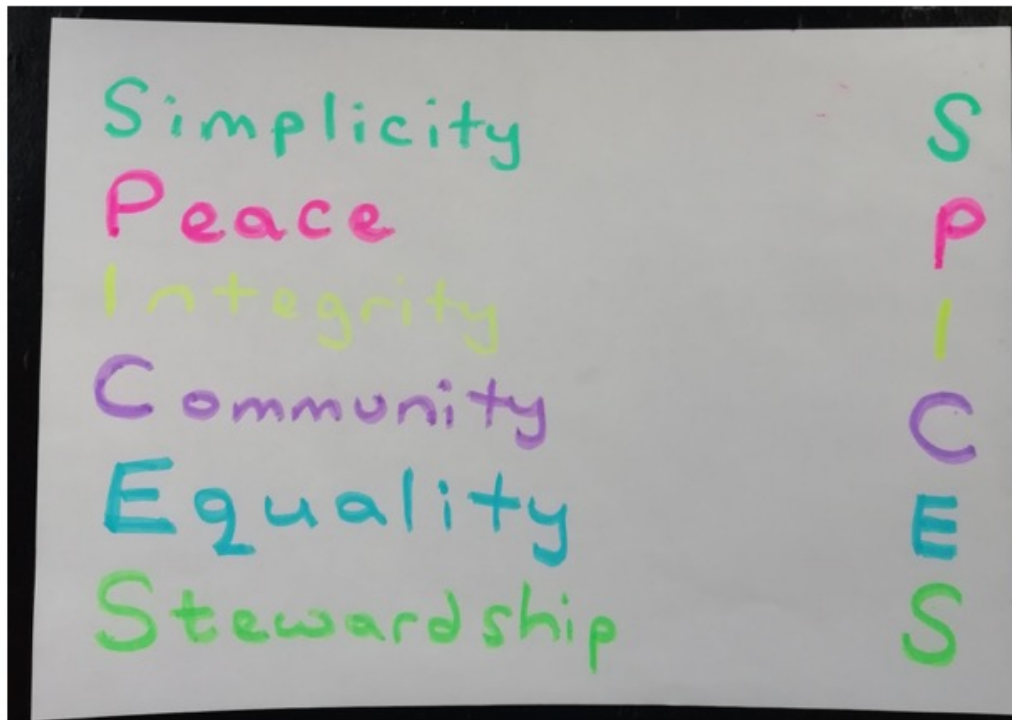 Simplicity S
Peace P
Integrity I
Community C
Equality E
Stewardship S